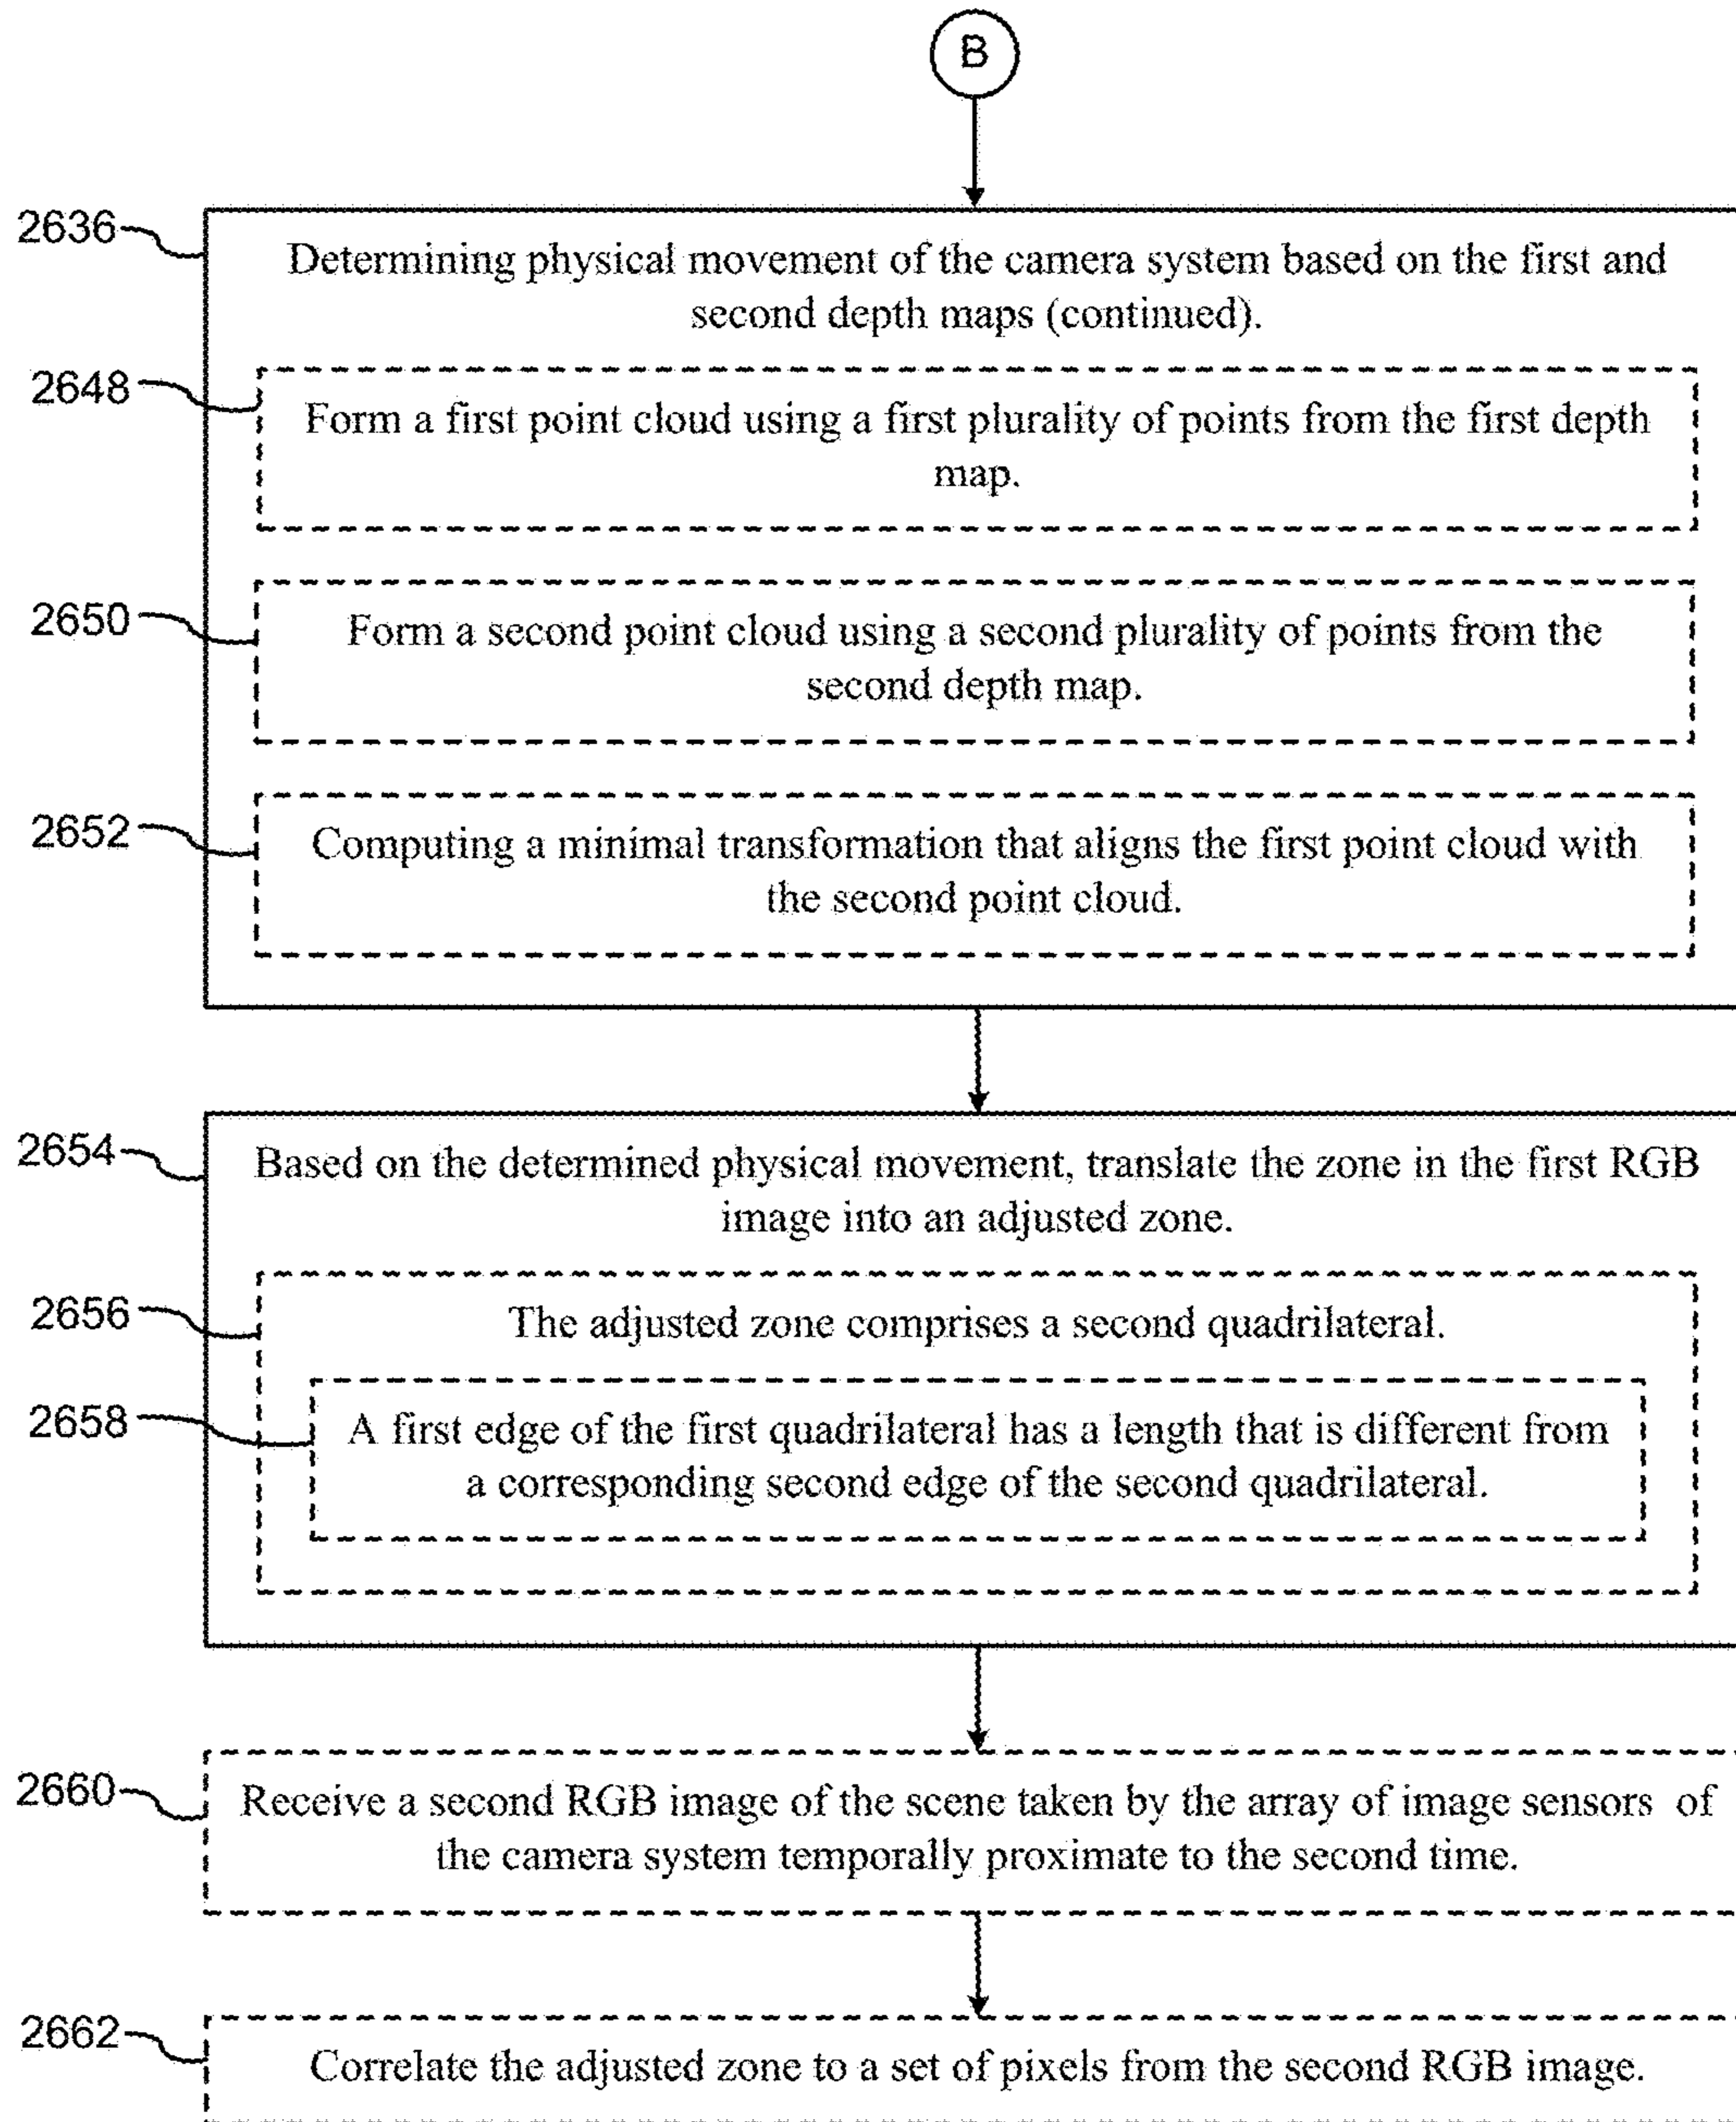 B
2636
Determining physical movement of the camera system based on the first and
second depth maps (continued).
2648
Form a first point cloud using a first plurality of points from the first depth
map.
2650
Form a second point cloud using a second plurality of points from the
second depth map.
2652
Computing a minimal transformation that aligns the first point cloud with
the second point cloud.
2654
Based on the determined physical movement, translate the zone in the first RGB
image into an adjusted zone.
2656
The adjusted zone comprises a second quadrilateral.
2658
A first edge of the first quadrilateral has a length that is different from
a corresponding second edge of the second quadrilateral.
2660
Receive a second RGB image of the scene taken by the array of image sensors of
the camera system temporally proximate to the second time.
2662
Correlate the adjusted zone to a set of pixels from the second RGB image.